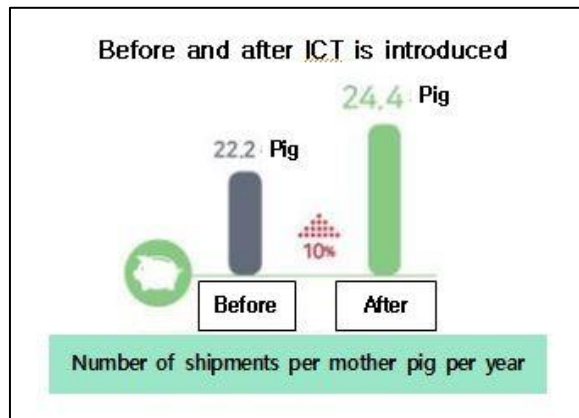 Before and after ICT is introduced
24.4 Pig
22.2 Pig
10%
Before
After
Number of shipments per mother pig per year